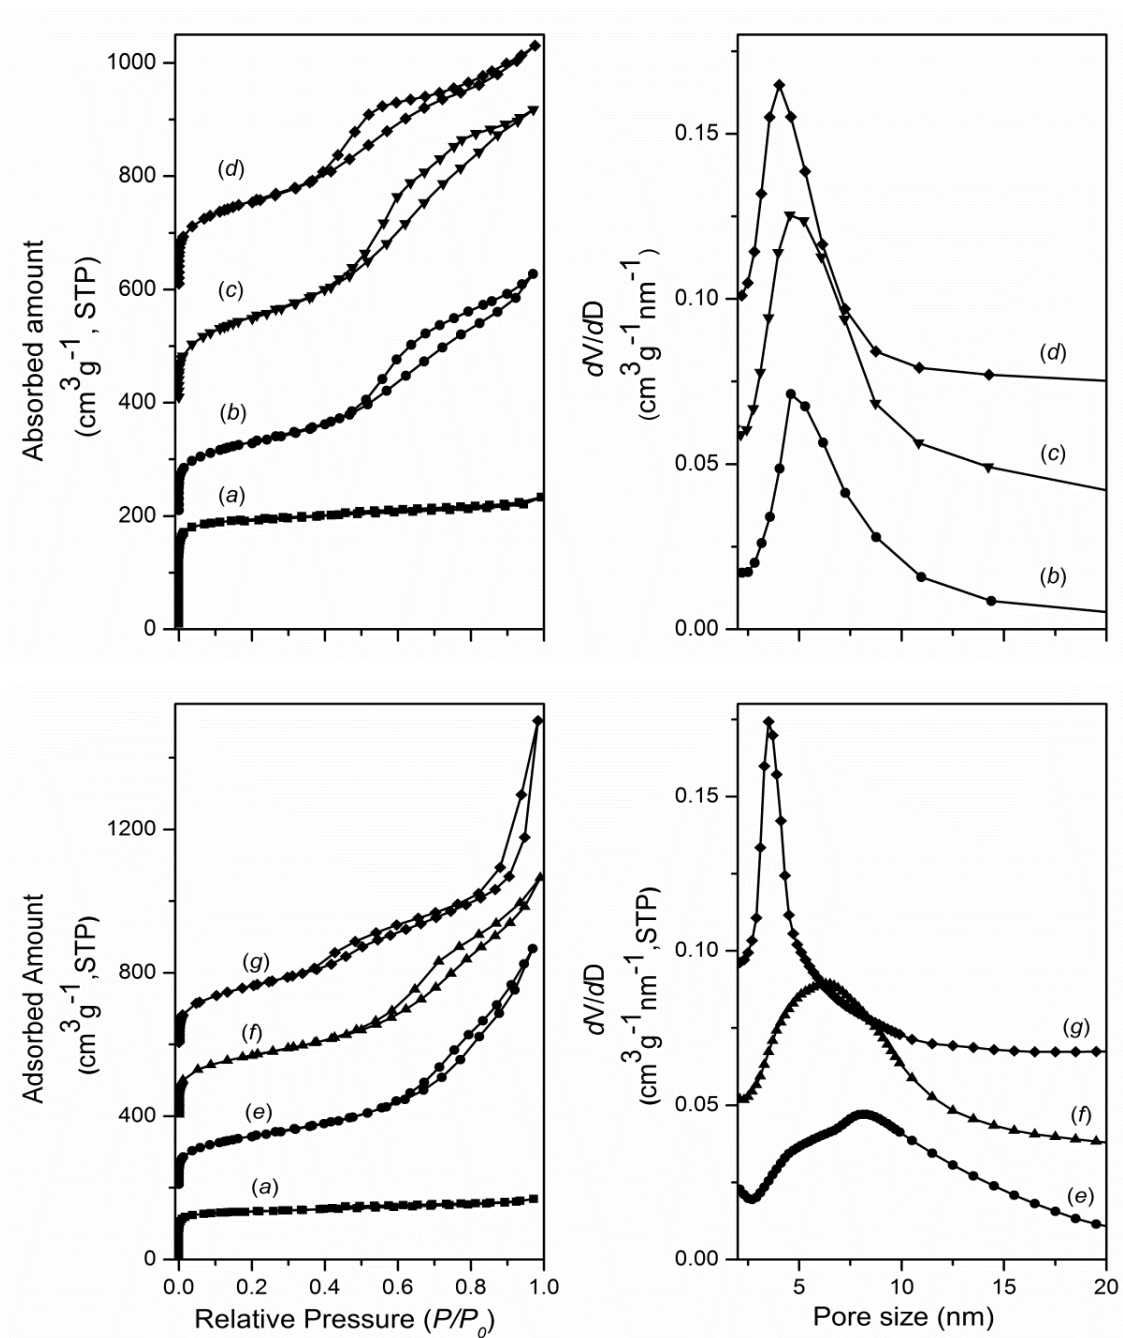 Absorbed amount
(cm³g⁻¹, STP)
1000
800
600
400
200
0
(d)
(c)
(b)
(a)
dV/dD
(cm³g⁻¹nm⁻¹)
0.15
0.10
0.05
0.00
(d)
(c)
(b)
Adsorbed Amount
(cm³g⁻¹,STP)
1200
800
400
0
(g)
(f)
(e)
(a)
0.0 0.2 0.4 0.6 0.8 1.0
Relative Pressure (P/P₀)
dV/dD
(cm³g⁻¹nm⁻¹,STP)
0.15
0.10
0.05
0.00
(g)
(f)
(e)
5 10 15 20
Pore size (nm)